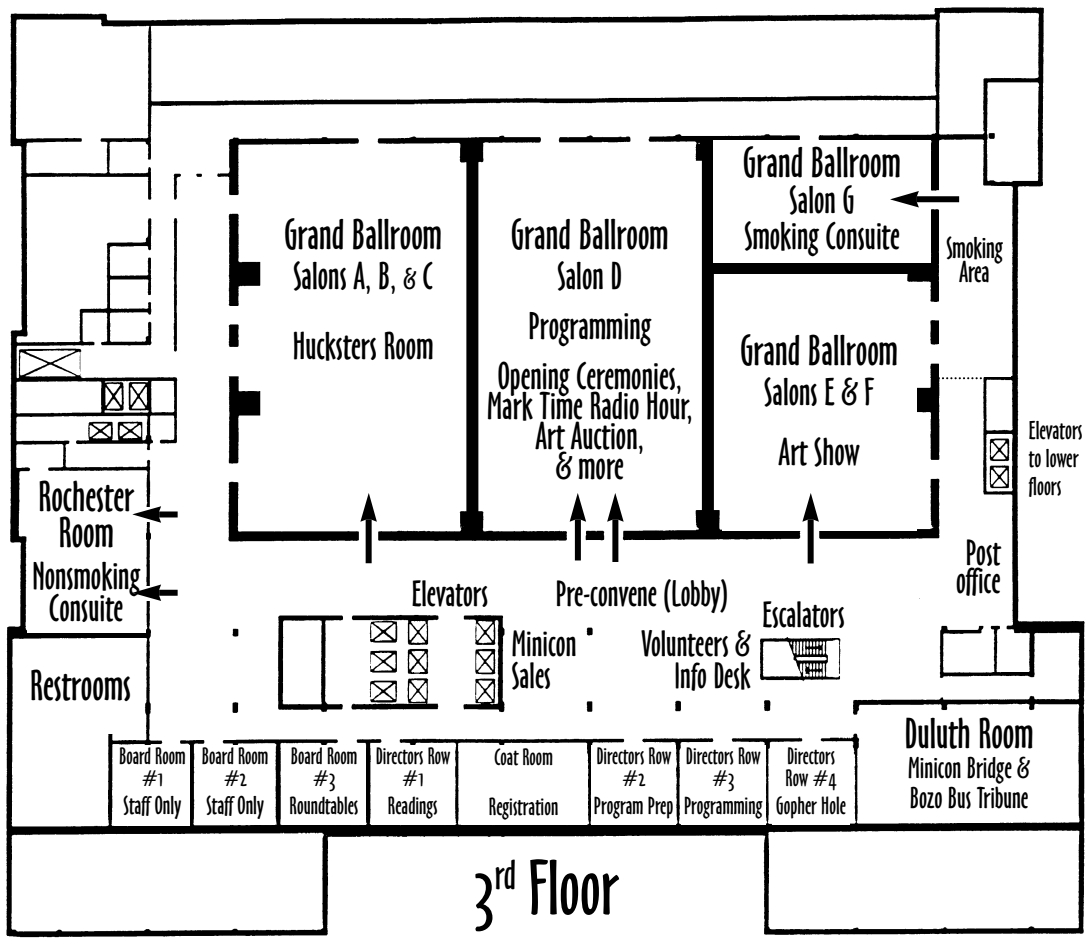 Grand Ballroom
Salons A, B, & C
Hucksters Room
Grand Ballroom
Salon D
Programming
Opening Ceremonies,
Mark Time Radio Hour,
Art Auction,
& more
Grand Ballroom
Salon G
Smoking Consuite
Smoking
Area
Grand Ballroom
Salons E & F
Art Show
Elevators
to lower
floors
Rochester
Room
Nonsmoking
Consuite
Post
office
Elevators
Pre-convene (Lobby)
Escalators
Minicon
Sales
Volunteers &
Info Desk
Restrooms
Board Room
#1
Staff Only
Board Room
#2
Staff Only
Board Room
#3
Roundtables
Directors Row
#1
Readings
Coat Room
Registration
Directors Row
#2
Program Prep
Directors Row
#3
Programming
Directors
Row #4
Gopher Hole
Duluth Room
Minicon Bridge &
Bozo Bus Tribune
3rd Floor